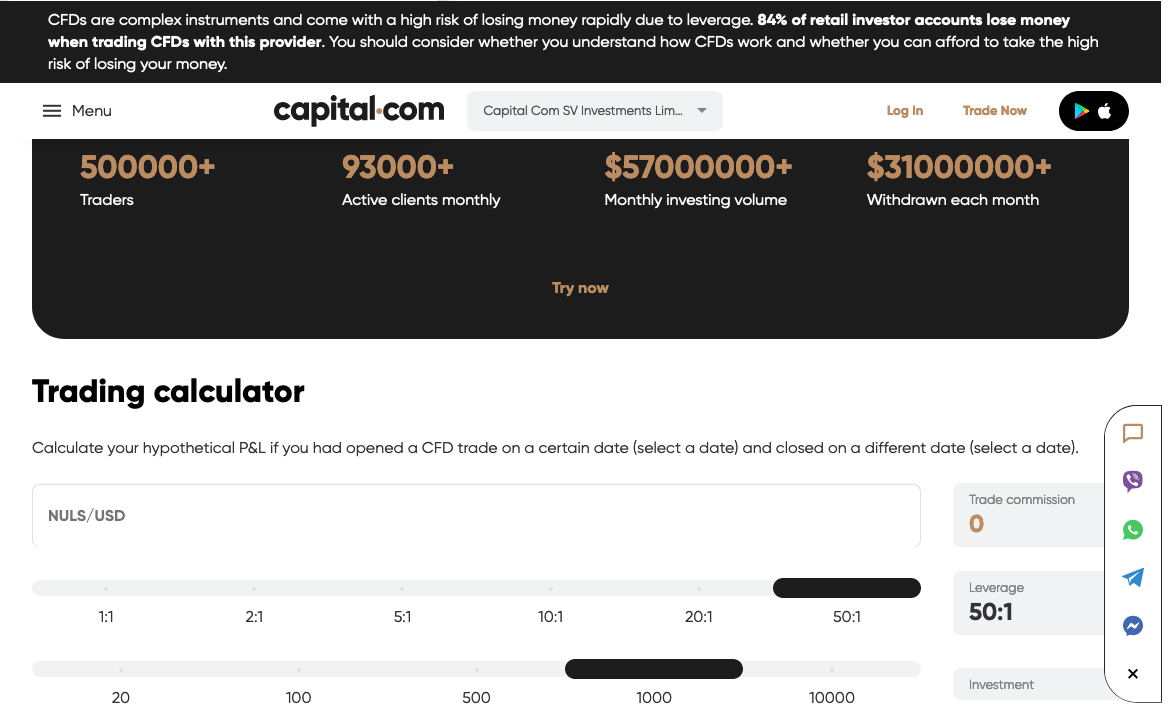 CFDs are complex instruments and come with a high risk of losing money rapidly due to leverage. 84% of retail investor accounts lose money
when trading CFDs with this provider. You should consider whether you understand how CFDs work and whether you can afford to take the high
risk of losing your money.
Menu
capital.com
Capital Com SV Investments Lim...
Log In
Trade Now
500000+
93000+
$57000000+
$31000000+
Traders
Active clients monthly
Monthly investing volume
Withdrawn each month
Try now
Trading calculator
Calculate your hypothetical P&L if you had opened a CFD trade on a certain date (select a date) and closed on a different date (select a date).
NULS/USD
Trade commission
0
1:1
2:1
5:1
10:1
20:1
50:1
Leverage
50:1
20
100
500
1000
10000
Investment